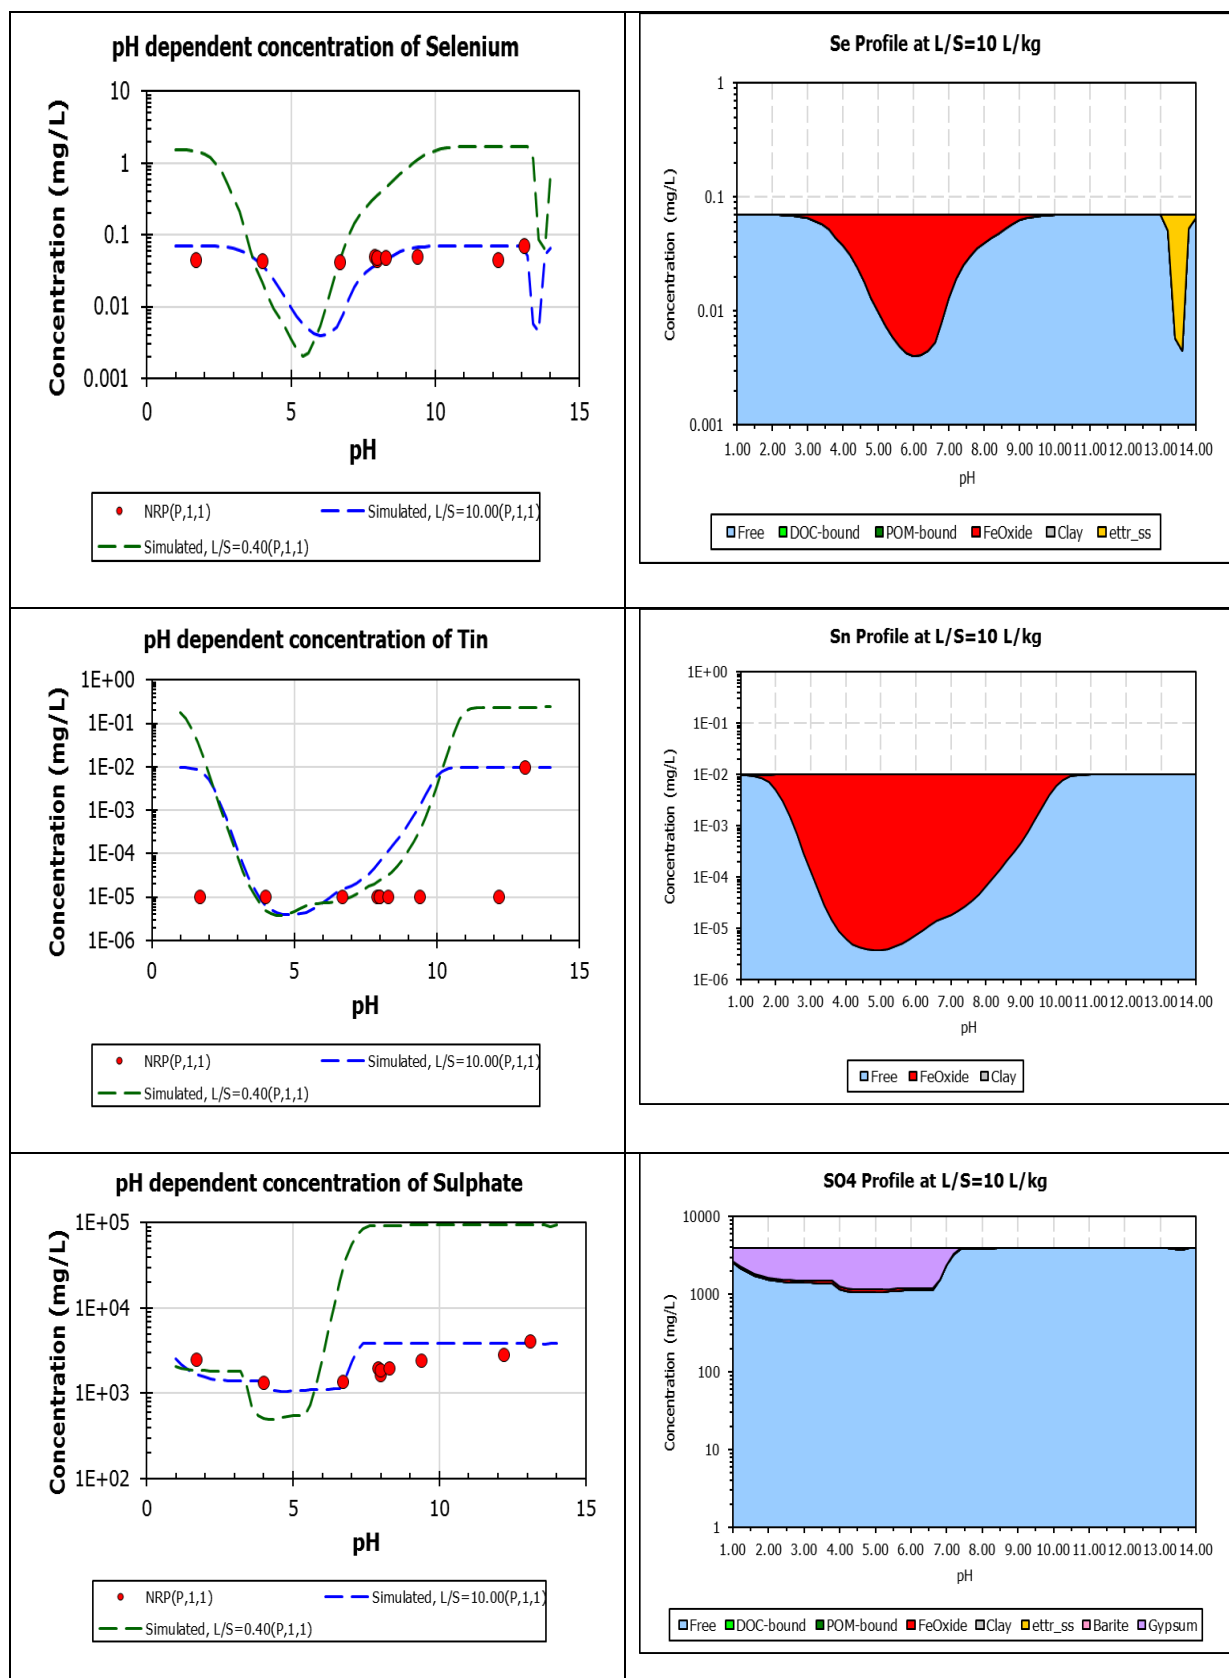 pH dependent concentration of Selenium
Concentration (mg/L)
10
1
0.1
0.01
0.001
0 5 10 15
pH
NRP(P,1,1) Simulated, L/S=10.00(P,1,1)
Simulated, L/S=0.40(P,1,1)
Se Profile at L/S=10 L/kg
Concentration (mg/L)
1
0.1
0.01
0.001
1.00 2.00 3.00 4.00 5.00 6.00 7.00 8.00 9.00 10.00 11.00 12.00 13.00 14.00
pH
Free DOC-bound POM-bound FeOxide Clay ettr_ss
pH dependent concentration of Tin
Concentration (mg/L)
1E+00
1E-01
1E-02
1E-03
1E-04
1E-05
1E-06
0 5 10 15
pH
NRP(P,1,1) Simulated, L/S=10.00(P,1,1)
Simulated, L/S=0.40(P,1,1)
Sn Profile at L/S=10 L/kg
Concentration (mg/L)
1E+00
1E-01
1E-02
1E-03
1E-04
1E-05
1E-06
1.00 2.00 3.00 4.00 5.00 6.00 7.00 8.00 9.00 10.00 11.00 12.00 13.00 14.00
pH
Free FeOxide Clay
pH dependent concentration of Sulphate
Concentration (mg/L)
1E+05
1E+04
1E+03
1E+02
0 5 10 15
pH
NRP(P,1,1) Simulated, L/S=10.00(P,1,1)
Simulated, L/S=0.40(P,1,1)
SO4 Profile at L/S=10 L/kg
Concentration (mg/L)
10000
1000
100
10
1
1.00 2.00 3.00 4.00 5.00 6.00 7.00 8.00 9.00 10.00 11.00 12.00 13.00 14.00
pH
Free DOC-bound POM-bound FeOxide Clay ettr_ss Barite Gypsum